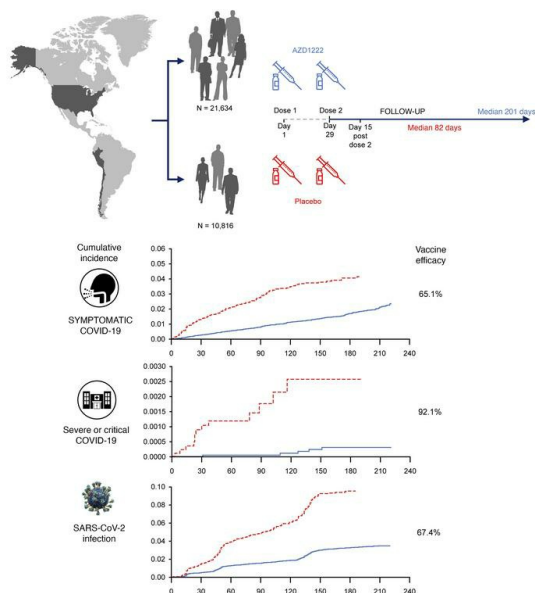 AZD1222
N = 21,634
Dose 1
Dose 2
FOLLOW-UP
Median 201 days
Day
1
Day
29
Day 15
post
dose 2
Median 82 days
Placebo
N = 10,816
Cumulative
incidence
Vaccine
efficacy
SYMPTOMATIC
COVID-19
0.06
0.05
0.04
0.03
0.02
0.01
0.00
0 30 60 90 120 150 180 210 240
65.1%
Severe or critical
COVID-19
0.0030
0.0025
0.0020
0.0015
0.0010
0.0005
0.0000
0 30 60 90 120 150 180 210 240
92.1%
SARS-CoV-2
infection
0.10
0.08
0.06
0.04
0.02
0.00
0 30 60 90 120 150 180 210 240
67.4%